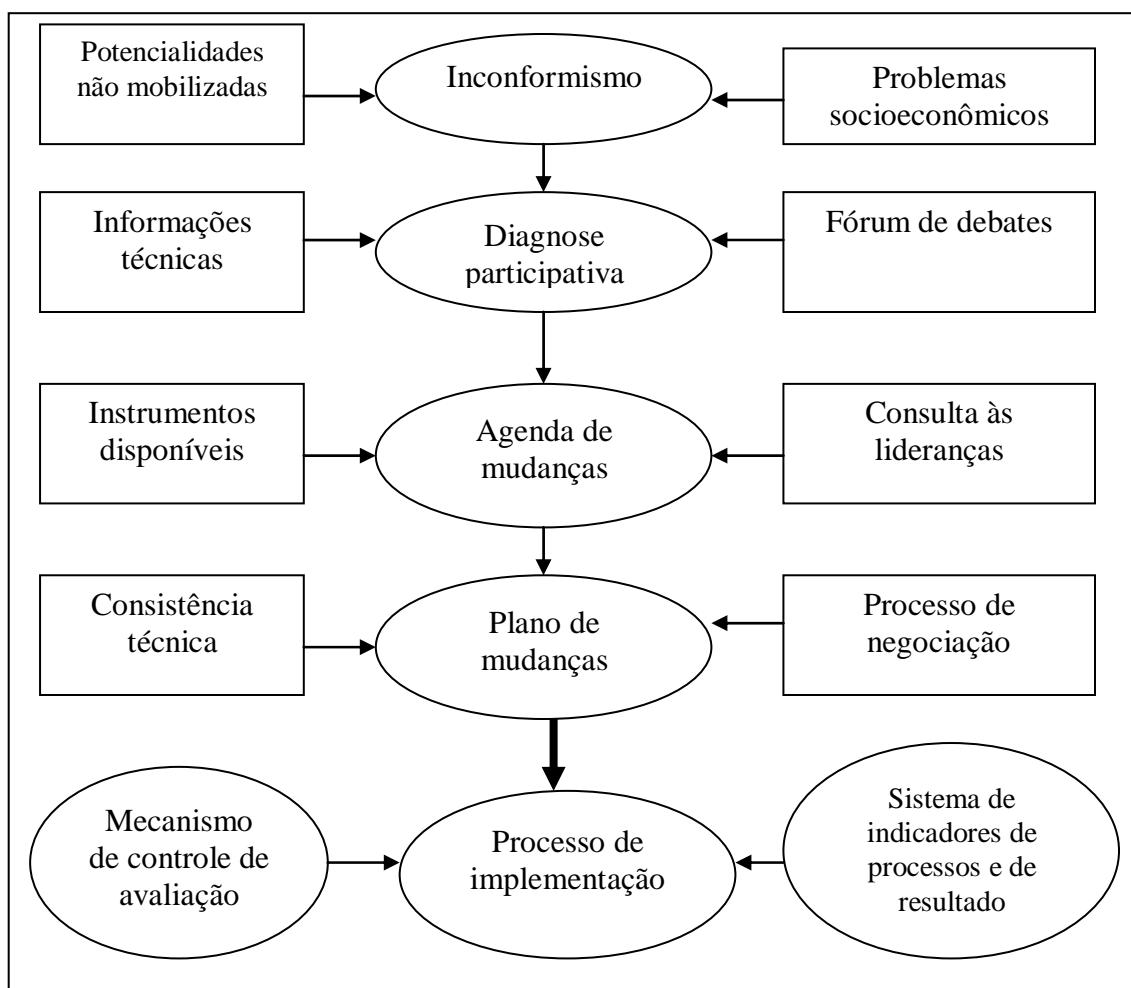 Potencialidades
não mobilizadas
Inconformismo
Problemas
socioeconômicos
Informações
técnicas
Diagnose
participativa
Fórum de debates
Instrumentos
disponíveis
Agenda de
mudanças
Consulta às
lideranças
Consistência
técnica
Plano de
mudanças
Processo de
negociação
Mecanismo
de controle de
avaliação
Processo de
implementação
Sistema de
indicadores de
processos e de
resultado